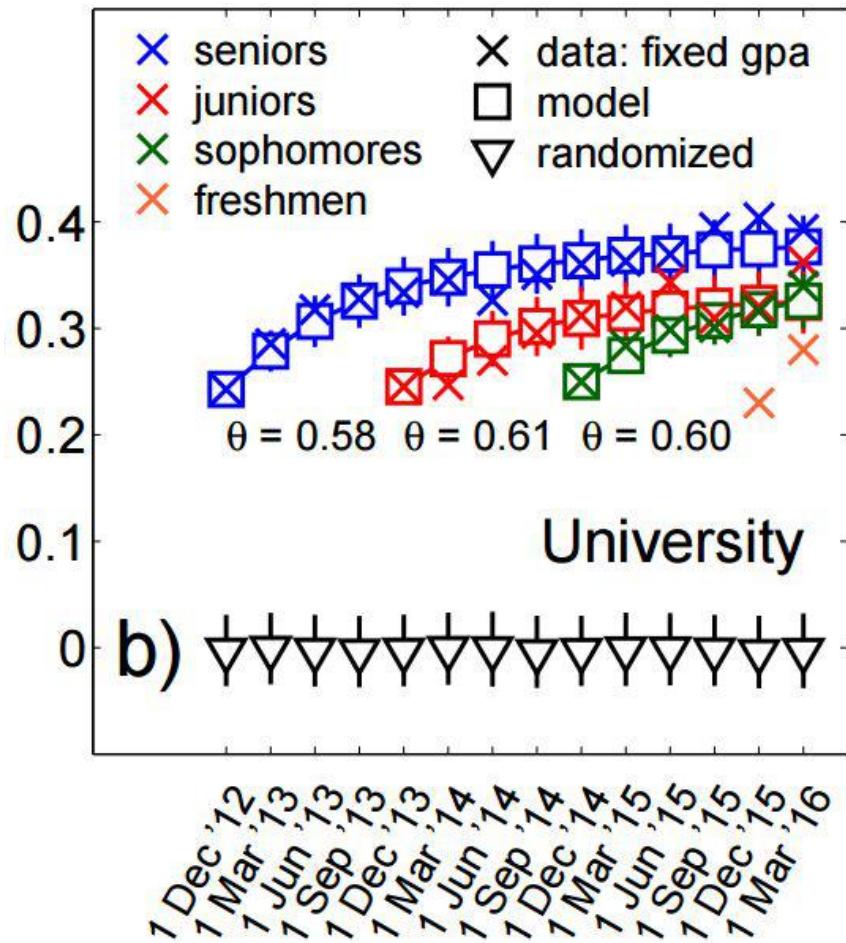 seniors
juniors
sophomores
freshmen
data: fixed gpa
model
randomized
0.4
0.3
0.2
0.1
0
θ = 0.58
θ = 0.61
θ = 0.60
University
b)
1 Dec ’12
1 Mar ’13
1 Jun ’13
1 Sep ’13
1 Dec ’13
1 Mar ’14
1 Jun ’14
1 Sep ’14
1 Dec ’14
1 Mar ’15
1 Jun ’15
1 Sep ’15
1 Dec ’15
1 Mar ’16